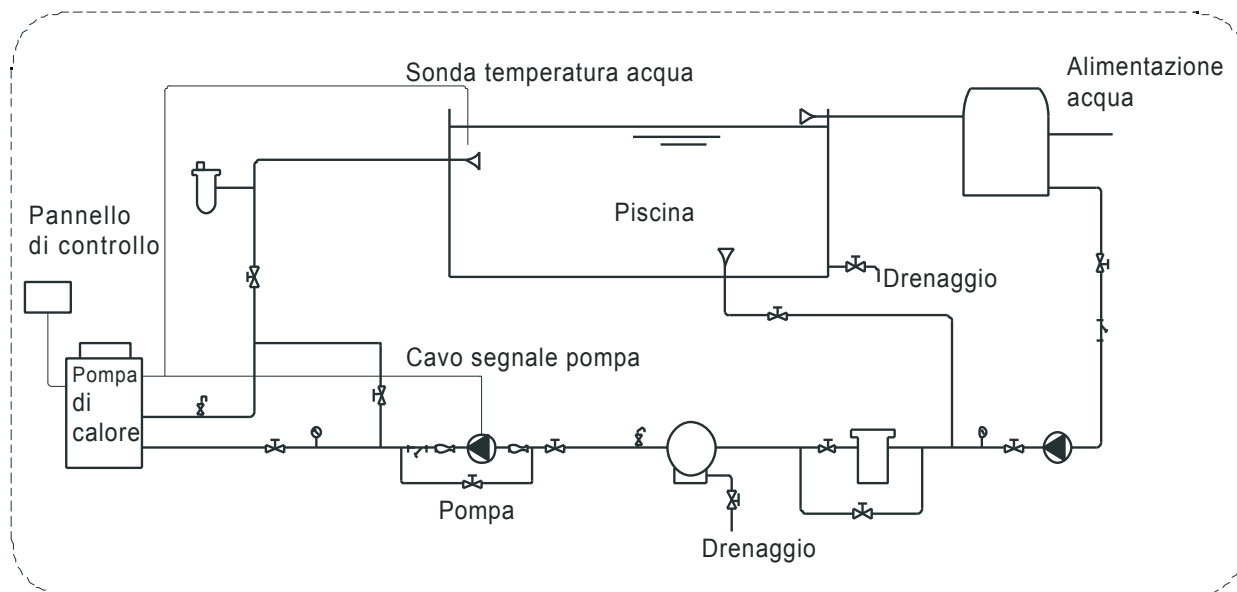 Sonda temperatura acqua
Alimentazione
acqua
Pannello
di controllo
Piscina
Drenaggio
Cavo segnale pompa
Pompa
di
calore
Pompa
Drenaggio